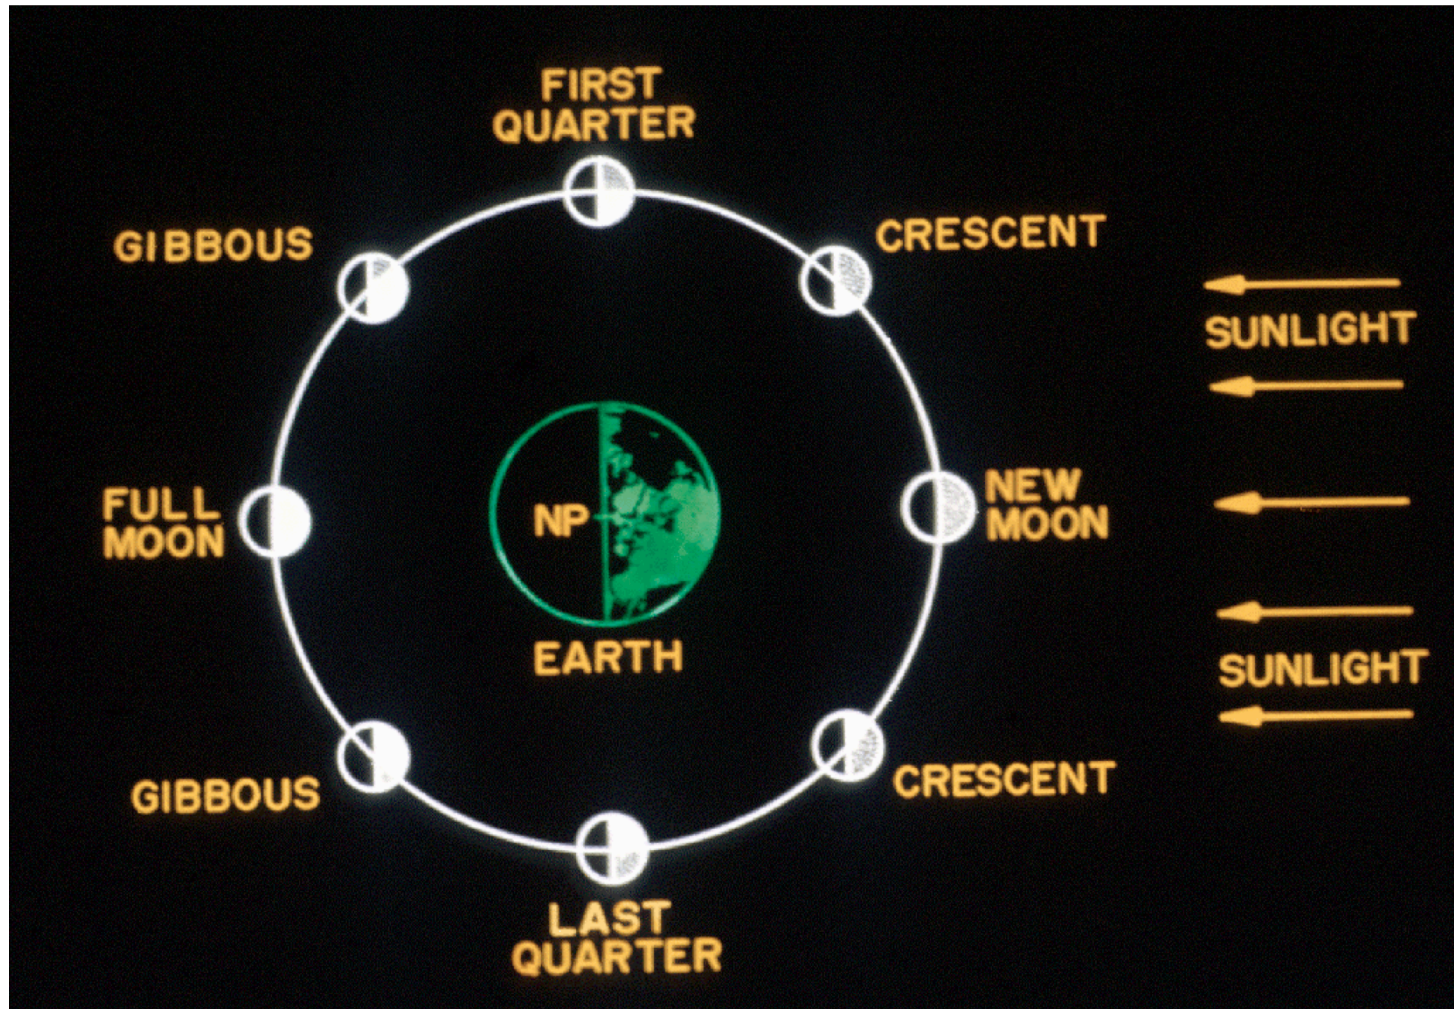 FIRST
QUARTER
GIBBOUS
CRESCENT
SUNLIGHT
FULL
MOON
NP
NEW
MOON
EARTH
SUNLIGHT
GIBBOUS
CRESCENT
LAST
QUARTER